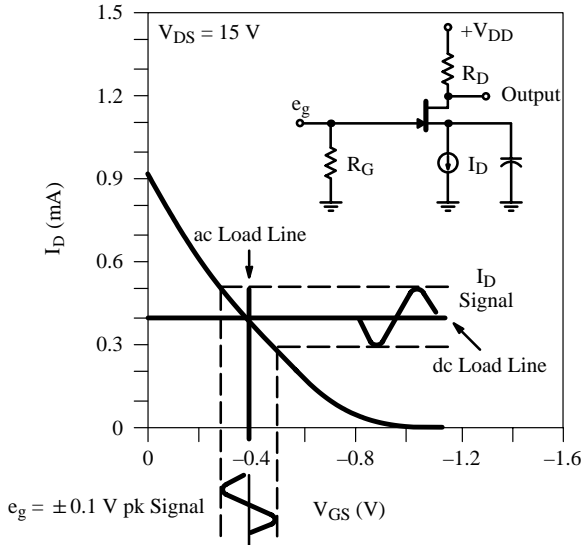 1.5
V_DS = 15 V
+V_DD
R_D
1.2
e_g
Output
0.9
R_G
I_D
I_D (mA)
ac Load Line
0.6
I_D
Signal
0.3
dc Load Line
0
0
–0.4
–0.8
–1.2
–1.6
e_g = ± 0.1 V pk Signal
V_GS (V)